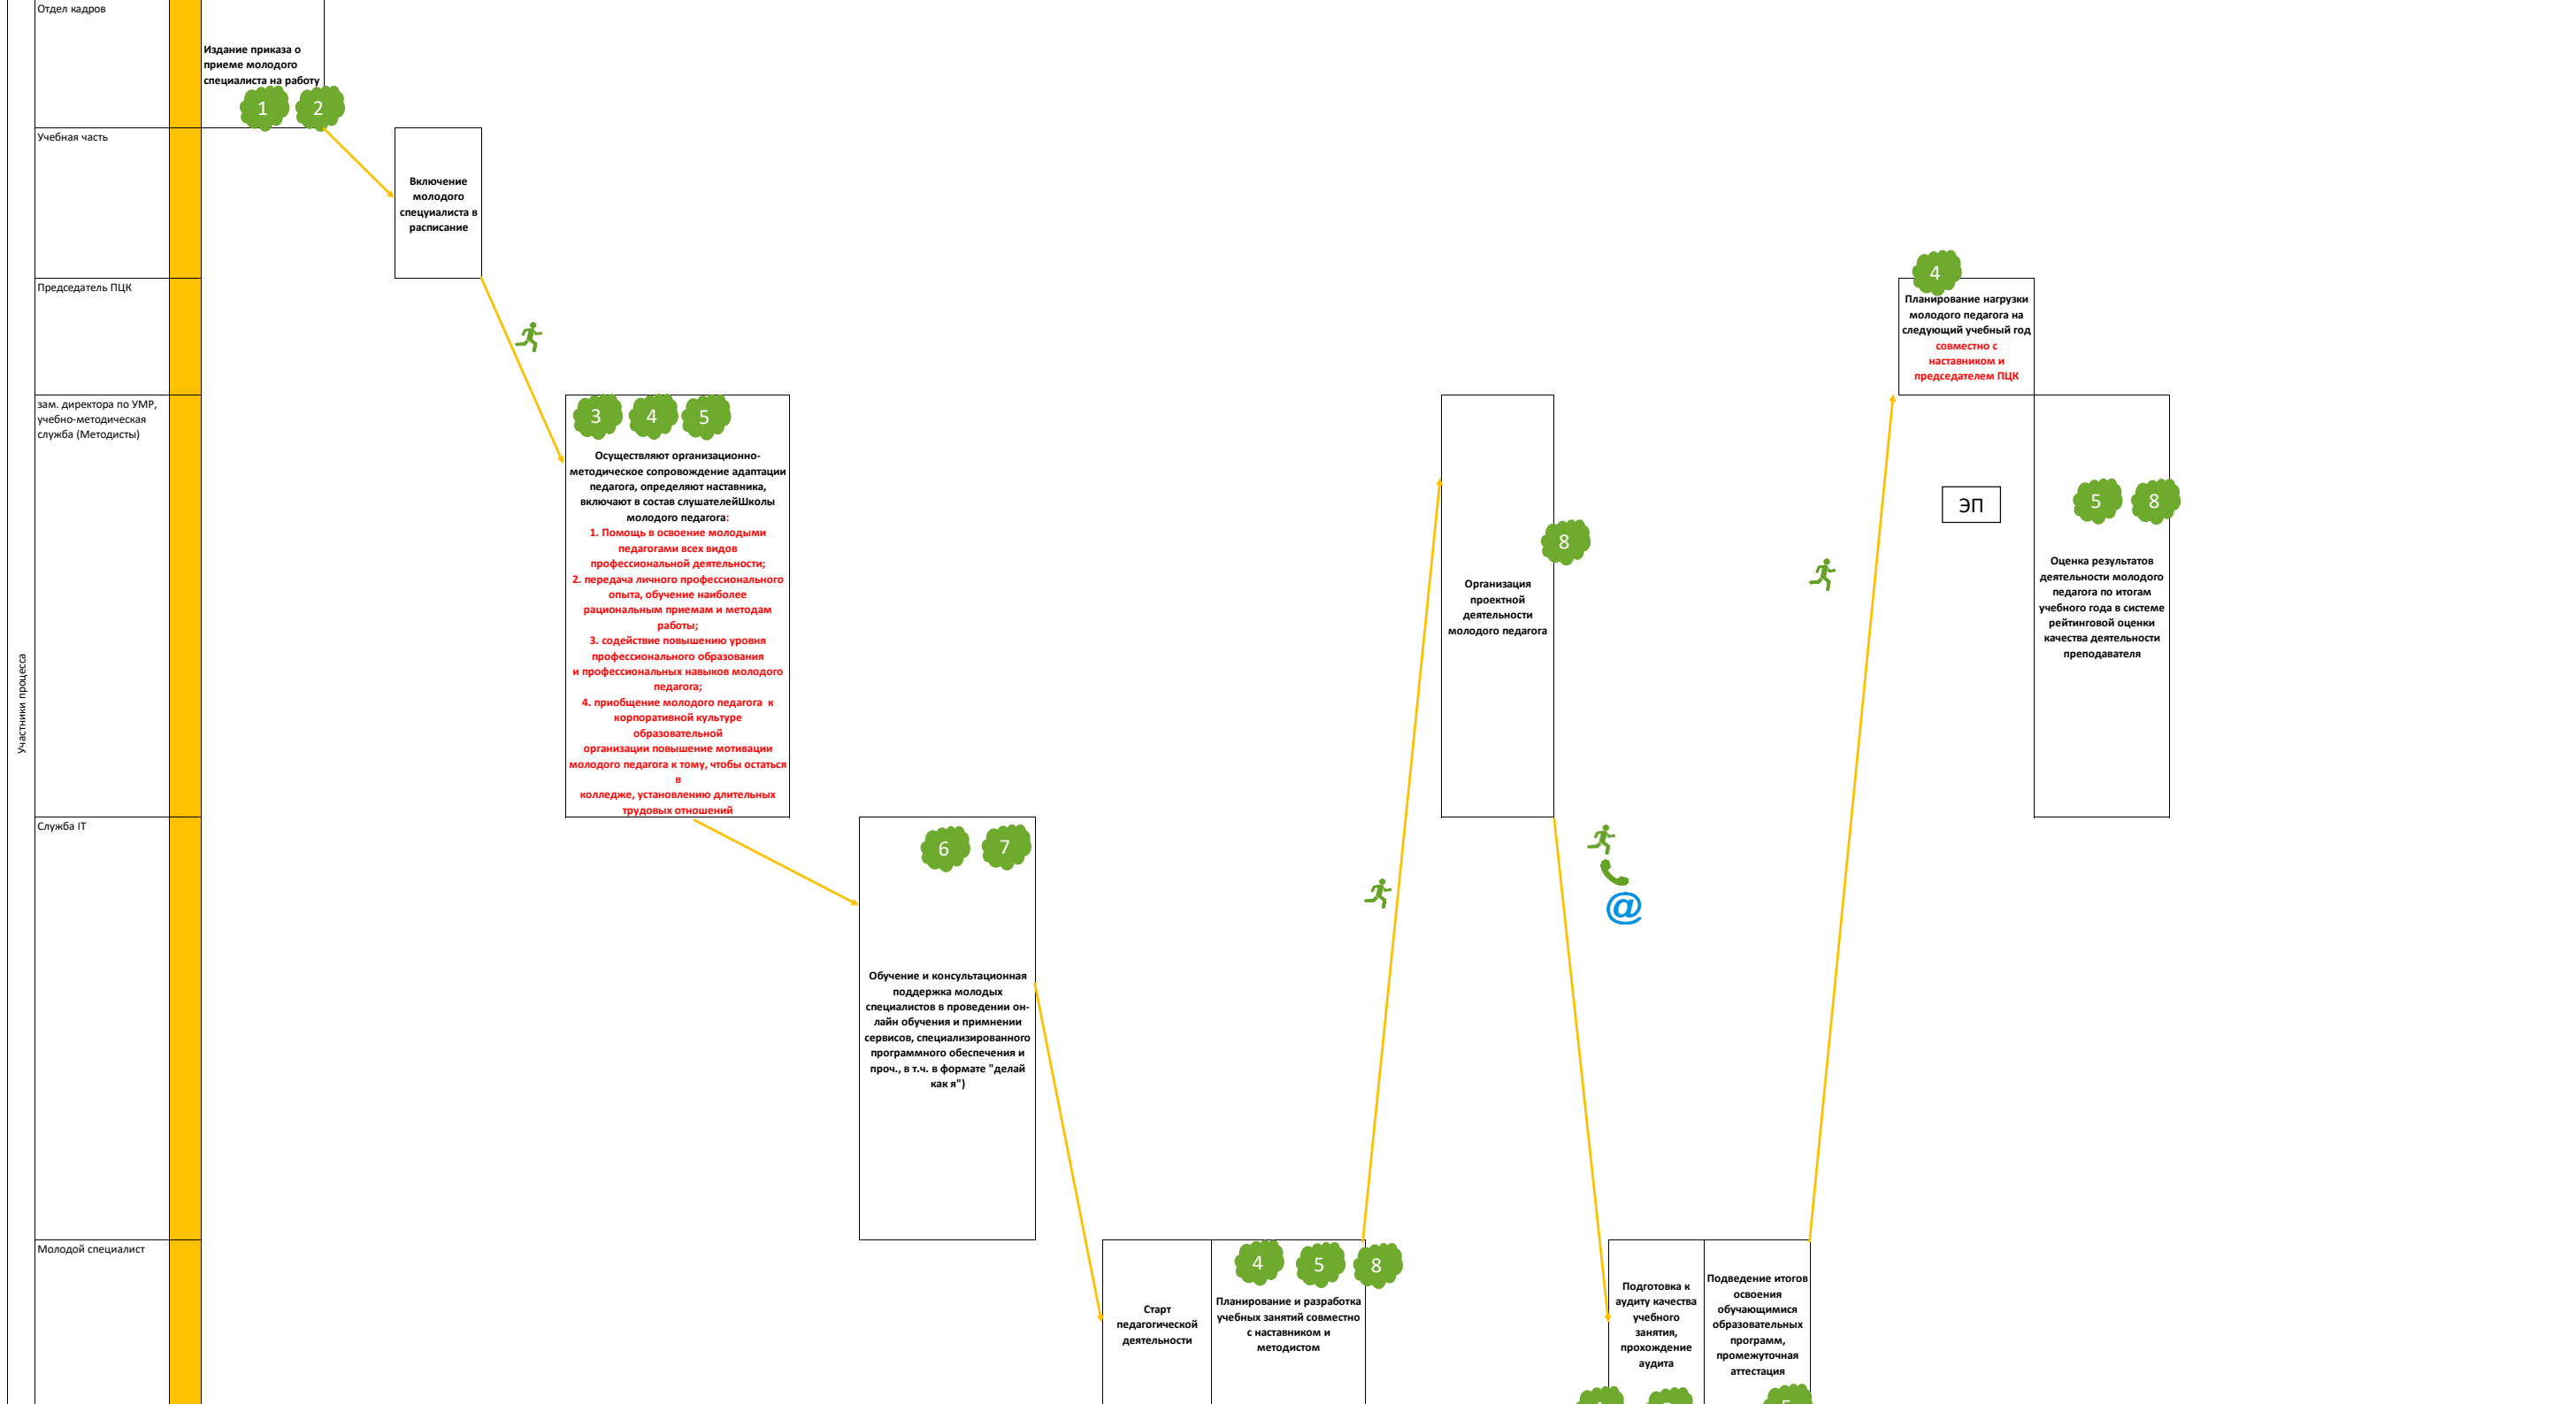 Участники процесса
Отдел кадров
Издание приказа о
приеме молодого
специалиста на работу
1 2
Учебная часть
Включение
молодого
спецуиалиста в
расписание
Председатель ПЦК
4
Планирование нагрузки
молодого педагога на
следующий учебный год
совместно с
наставником и
председателем ПЦК
зам. директора по УМР,
учебно-методическая
служба (Методисты)
3 4 5
Осуществляют организационно-
методическое сопровождение адаптации
педагога, определяют наставника,
включают в состав слушателейШколы
молодого педагога:
1. Помощь в освоение молодыми
педагогами всех видов
профессиональной деятельности;
2. передача личного профессионального
опыта, обучение наиболее
рациональным приемам и методам
работы;
3. содействие повышению уровня
профессионального образования
и профессиональных навыков молодого
педагога;
4. приобщение молодого педагога  к
корпоративной культуре
образовательной
организации повышение мотивации
молодого педагога к тому, чтобы остаться
в
колледже, установлению длительных
трудовых отношений
8
Организация
проектной
деятельности
молодого педагога
ЭП
5 8
Оценка результатов
деятельности молодого
педагога по итогам
учебного года в системе
рейтинговой оценки
качества деятельности
преподавателя
Служба IT
6 7
Обучение и консультационная
поддержка молодых
специалистов в проведении он-
лайн обучения и примнении
сервисов, специализированного
программного обеспечения и
проч., в т.ч. в формате "делай
как я")
@
Молодой специалист
Старт
педагогической
деятельности
4 5 8
Планирование и разработка
учебных занятий совместно
с наставником и
методистом
Подготовка к
аудиту качества
учебного
занятия,
прохождение
аудита
Подведение итогов
освоения
обучающимися
образовательных
программ,
промежуточная
аттестация